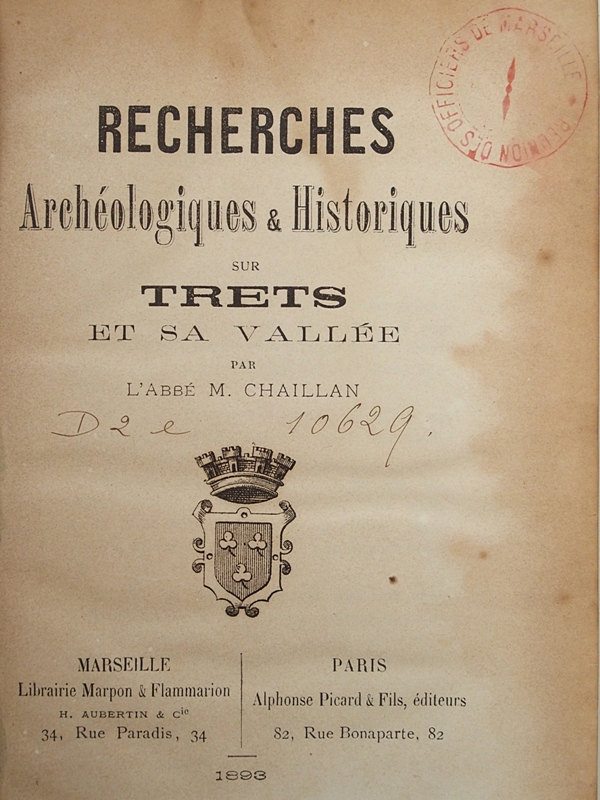 RÉUNION DES OFFICIERS DE MARSEILLE
RECHERCHES
Archéologiques & Historiques
SUR
TRETS
ET SA VALLÉE
PAR
L'ABBÉ M. CHAILLAN
D2e 10629.
MARSEILLE
Librairie Marpon & Flammarion
H. AUBERTIN & Cie
34, Rue Paradis, 34
PARIS
Alphonse Picard & Fils, éditeurs
82, Rue Bonaparte, 82
1893